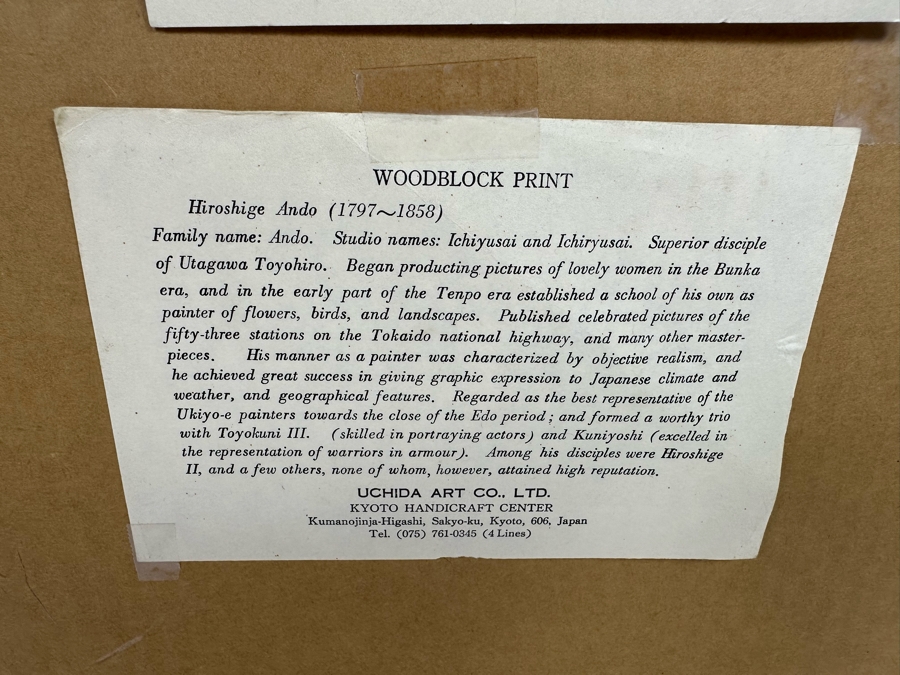 WOODBLOCK PRINT
Hiroshige Ando (1797～1858)
Family name: Ando. Studio names: Ichiyusai and Ichiryusai. Superior disciple
of Utagawa Toyohiro. Began producting pictures of lovely women in the Bunka
era, and in the early part of the Tenpo era established a school of his own as
painter of flowers, birds, and landscapes. Published celebrated pictures of the
fifty-three stations on the Tokaido national highway, and many other master-
pieces. His manner as a painter was characterized by objective realism, and
he achieved great success in giving graphic expression to Japanese climate and
weather, and geographical features. Regarded as the best representative of the
Ukiyo-e painters towards the close of the Edo period; and formed a worthy trio
with Toyokuni III. (skilled in portraying actors) and Kuniyoshi (excelled in
the representation of warriors in armour). Among his disciples were Hiroshige
II, and a few others, none of whom, however, attained high reputation.
UCHIDA ART CO., LTD.
KYOTO HANDICRAFT CENTER
Kumanojinja-Higashi, Sakyo-ku, Kyoto, 606, Japan
Tel. (075) 761-0345 (4 Lines)